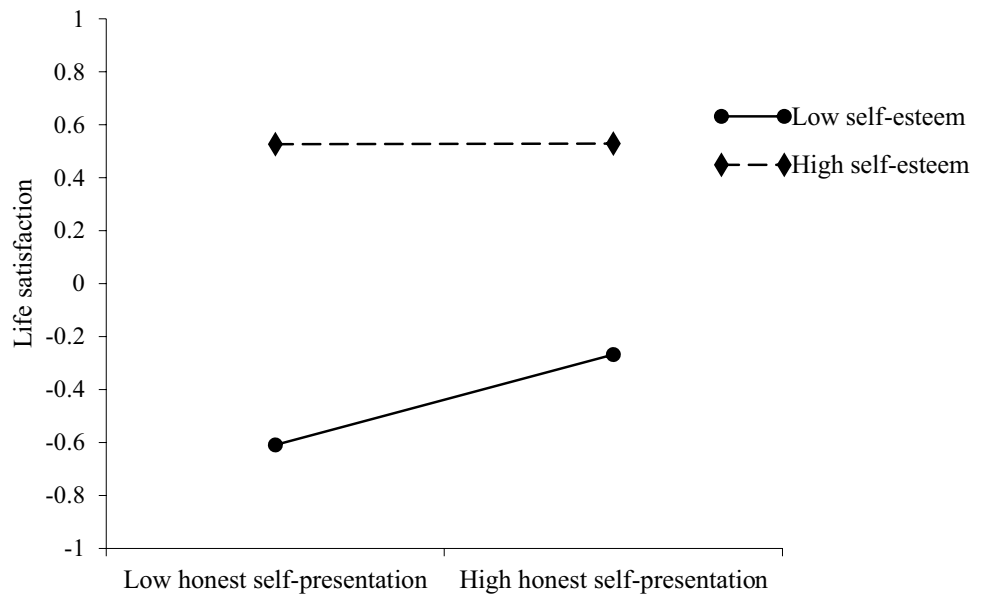 1
0.8
0.6
0.4
0.2
0
-0.2
-0.4
-0.6
-0.8
-1
Life satisfaction
Low honest self-presentation
High honest self-presentation
Low self-esteem
High self-esteem